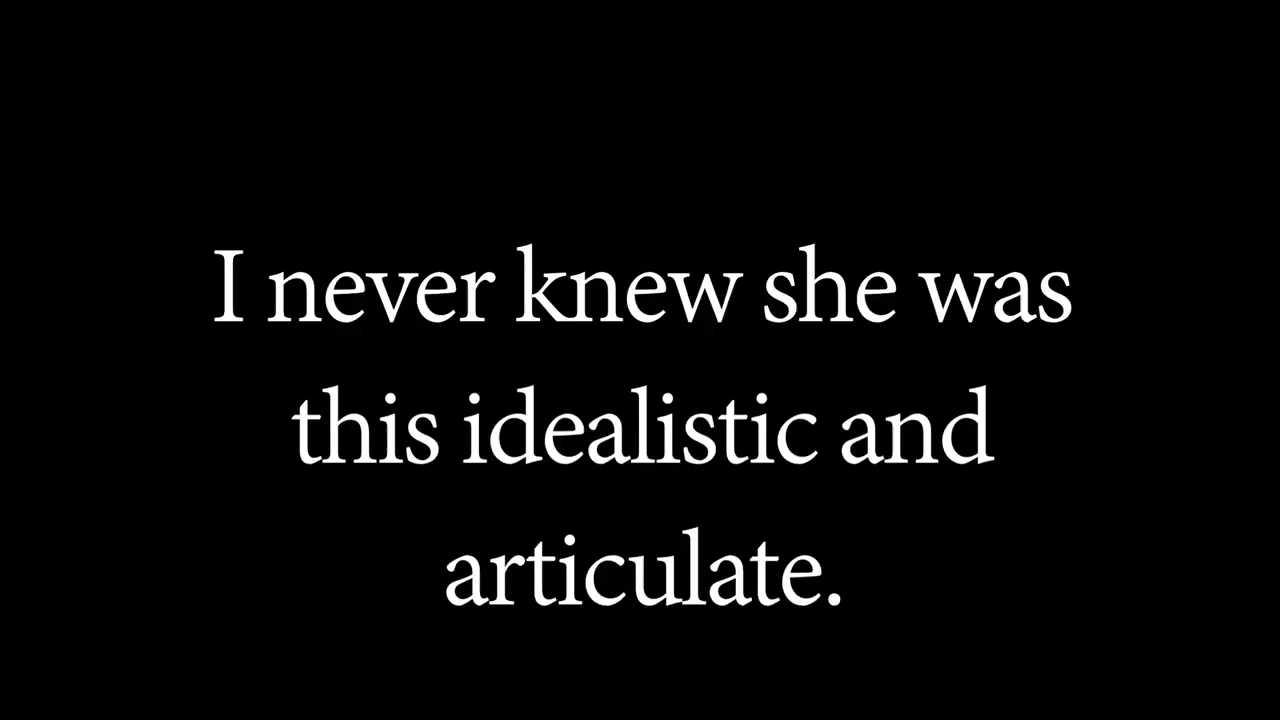 I never knew she was
this idealistic and
articulate.